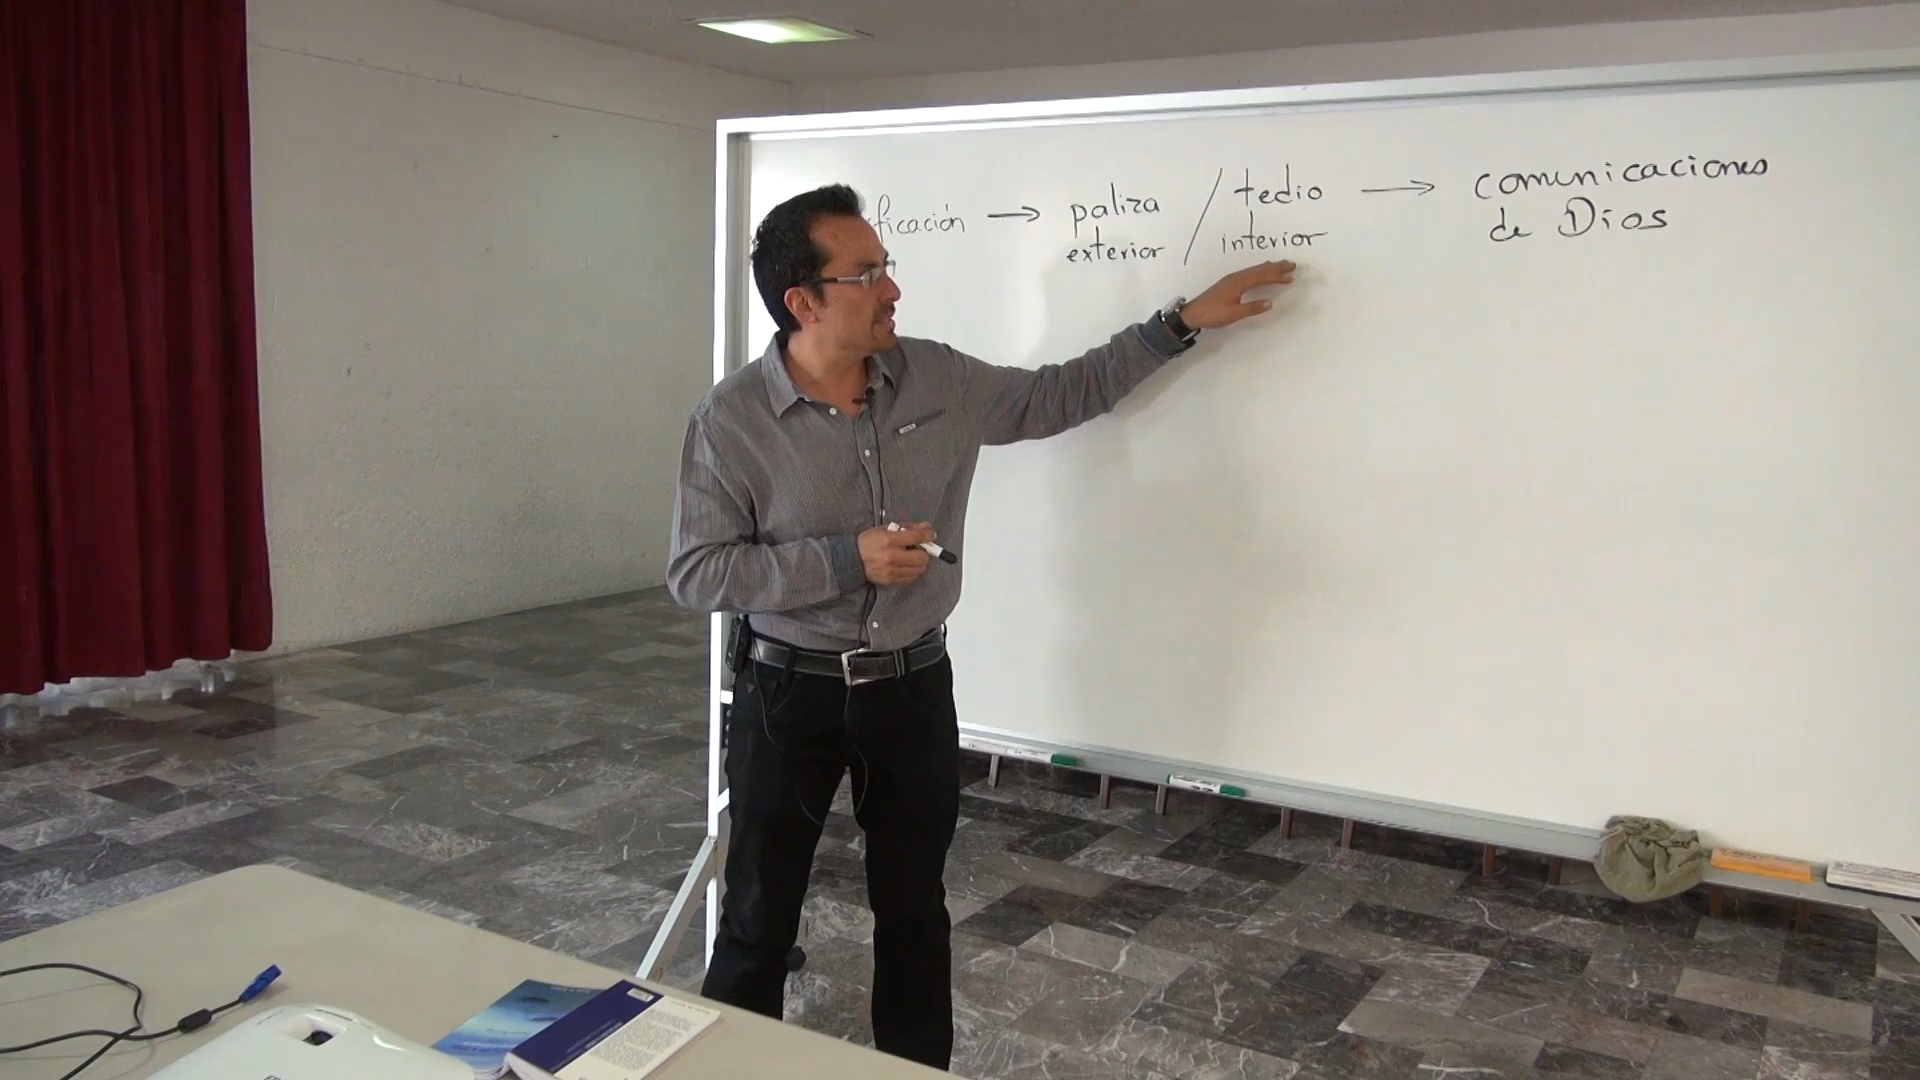 ficación → paliza / tedio → comunicaciones
exterior / interior de Dios